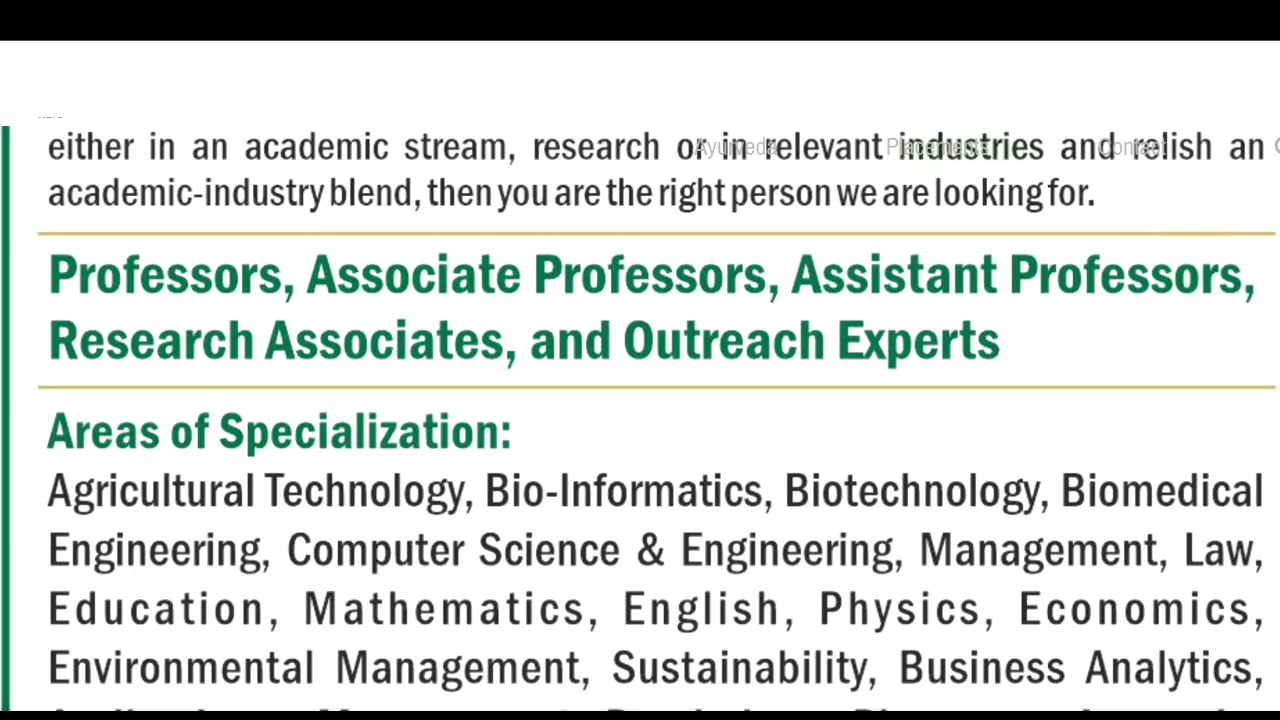 either in an academic stream, research or in relevant industries and relish an
Ayurveda Placements Contact
academic-industry blend, then you are the right person we are looking for.
Professors, Associate Professors, Assistant Professors,
Research Associates, and Outreach Experts
Areas of Specialization:
Agricultural Technology, Bio-Informatics, Biotechnology, Biomedical
Engineering, Computer Science & Engineering, Management, Law,
Education, Mathematics, English, Physics, Economics,
Environmental Management, Sustainability, Business Analytics,